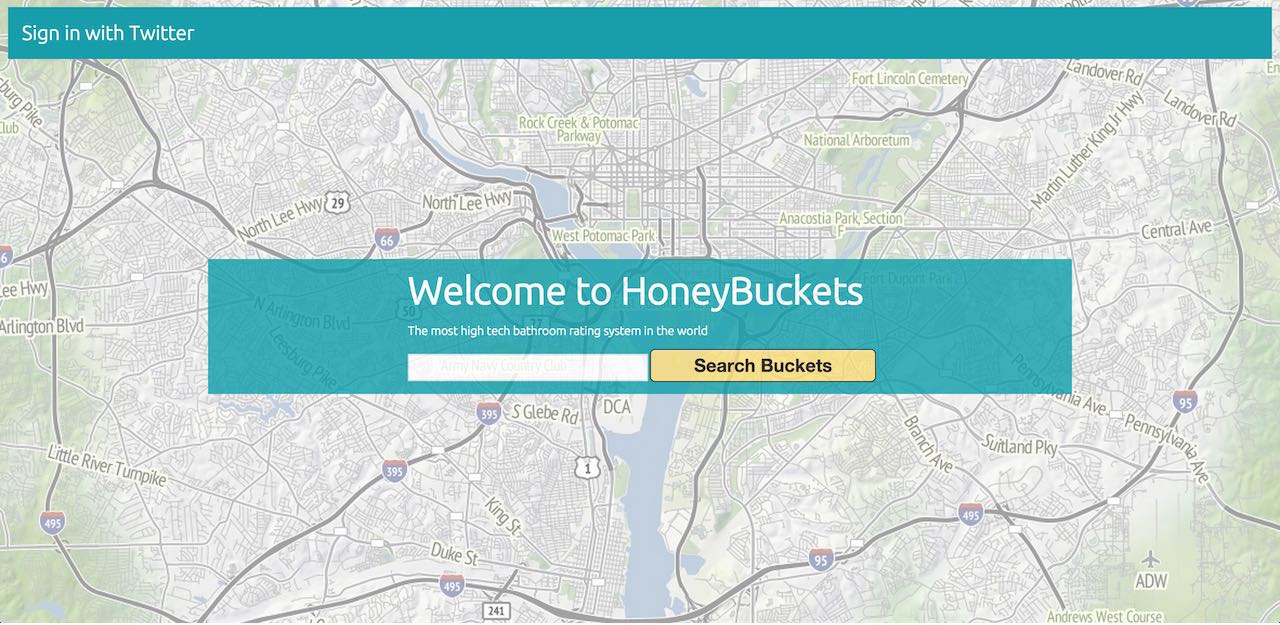 Sign in with Twitter
Fort Lincoln Cemetery
Landover Rd
Landover Rd
Rock Creek & Potomac
Parkway
National Arboretum
Martin Luther King Jr Hwy
29
North Lee Hwy
North Lee Hwy
66
West Potomac Park
Anacostia Park, Section
F
Central Ave
Lee Hwy
Welcome to HoneyBuckets
Fort Dupont Park
N Arlington Blvd
50
Arlington Blvd
Leesburg Pike
The most high tech bathroom rating system in the world
Army Navy Country Club
Search Buckets
Pennsylvania Ave
395
S Glebe Rd
DCA
95
Branch Ave
Suitland Pky
Pennsylvania Ave
Little River Turnpike
395
1
King St
495
495
Duke St
95
495
241
ADW
Andrews West Course